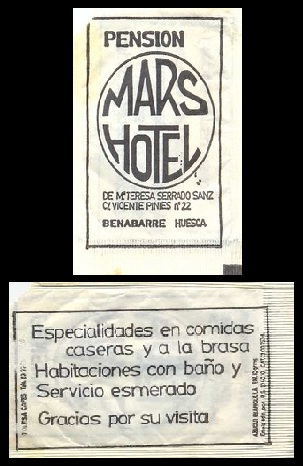 PENSION
MARS
HOTEL
DE Mª TERESA SERRADO SANZ
C/. VICENTE PINIES nº 22
BENABARRE HUESCA
Especialidades en comidas
caseras y a la brasa
Habitaciones con baño y
Servicio esmerado
Gracias por su visita